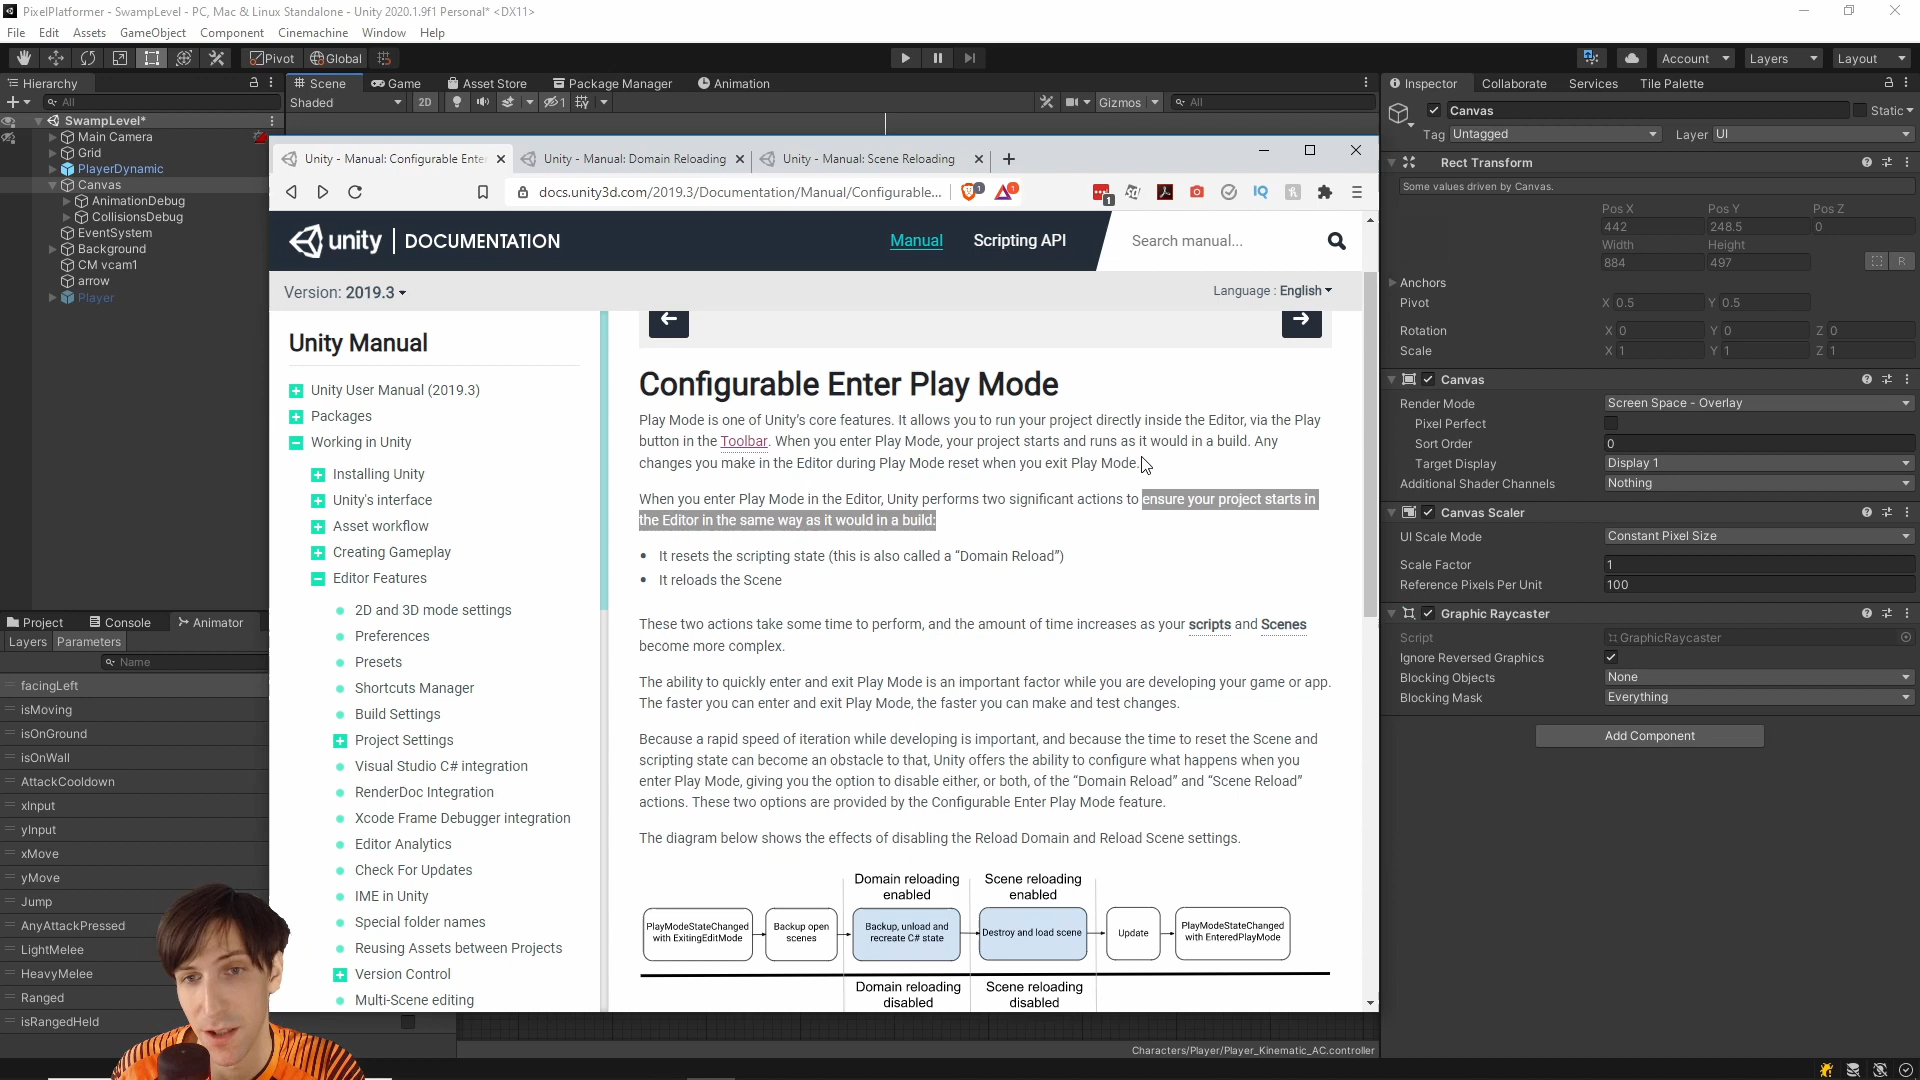 PixelPlatformer - SwampLevel - PC, Mac & Linux Standalone - Unity 2020.1.9f1 Personal* <DX11>
File Edit Assets GameObject Component Cinemachine Window Help
Pivot Global Account Layers Layout
Hierarchy Scene Game Asset Store Package Manager Animation Inspector Collaborate Services Tile Palette
All Shaded 2D 1 Gizmos All
SwampLevel*
Main Camera
Grid
PlayerDynamic
Canvas
AnimationDebug
CollisionsDebug
EventSystem
Background
CM vcam1
arrow
Player
Project Console Animator
Layers Parameters
Name
facingLeft
isMoving
isOnGround
isOnWall
AttackCooldown
xInput
yInput
xMove
yMove
Jump
AnyAttackPressed
LightMelee
HeavyMelee
Ranged
isRangedHeld
Unity - Manual: Configurable Enter Unity - Manual: Domain Reloading Unity - Manual: Scene Reloading
docs.unity3d.com/2019.3/Documentation/Manual/Configurable... 1 1 1 IQ
unity | DOCUMENTATION Manual Scripting API Search manual...
Version: 2019.3 Language : English
Unity Manual
Unity User Manual (2019.3)
Packages
Working in Unity
Installing Unity
Unity's interface
Asset workflow
Creating Gameplay
Editor Features
2D and 3D mode settings
Preferences
Presets
Shortcuts Manager
Build Settings
Project Settings
Visual Studio C# integration
RenderDoc Integration
Xcode Frame Debugger integration
Editor Analytics
Check For Updates
IME in Unity
Special folder names
Reusing Assets between Projects
Version Control
Multi-Scene editing
Configurable Enter Play Mode
Play Mode is one of Unity's core features. It allows you to run your project directly inside the Editor, via the Play
button in the Toolbar. When you enter Play Mode, your project starts and runs as it would in a build. Any
changes you make in the Editor during Play Mode reset when you exit Play Mode.
When you enter Play Mode in the Editor, Unity performs two significant actions to ensure your project starts in
the Editor in the same way as it would in a build:
• It resets the scripting state (this is also called a “Domain Reload”)
• It reloads the Scene
These two actions take some time to perform, and the amount of time increases as your scripts and Scenes
become more complex.
The ability to quickly enter and exit Play Mode is an important factor while you are developing your game or app.
The faster you can enter and exit Play Mode, the faster you can make and test changes.
Because a rapid speed of iteration while developing is important, and because the time to reset the Scene and
scripting state can become an obstacle to that, Unity offers the ability to configure what happens when you
enter Play Mode, giving you the option to disable either, or both, of the “Domain Reload” and “Scene Reload”
actions. These two options are provided by the Configurable Enter Play Mode feature.
The diagram below shows the effects of disabling the Reload Domain and Reload Scene settings.
Domain reloading
enabled
Scene reloading
enabled
PlayModeStateChanged
with ExitingEditMode
Backup open
scenes
Backup, unload and
recreate C# state
Destroy and load scene
Update
PlayModeStateChanged
with EnteredPlayMode
Domain reloading
disabled
Scene reloading
disabled
Characters/Player/Player_Kinematic_AC.controller
Canvas Static
Tag Untagged Layer UI
Rect Transform
Some values driven by Canvas.
Pos X Pos Y Pos Z
442 248.5 0
Width Height
884 497 R
Anchors
Pivot X 0.5 Y 0.5
Rotation X 0 Y 0 Z 0
Scale X 1 Y 1 Z 1
Canvas
Render Mode Screen Space - Overlay
Pixel Perfect
Sort Order 0
Target Display Display 1
Additional Shader Channels Nothing
Canvas Scaler
UI Scale Mode Constant Pixel Size
Scale Factor 1
Reference Pixels Per Unit 100
Graphic Raycaster
Script GraphicRaycaster
Ignore Reversed Graphics
Blocking Objects None
Blocking Mask Everything
Add Component